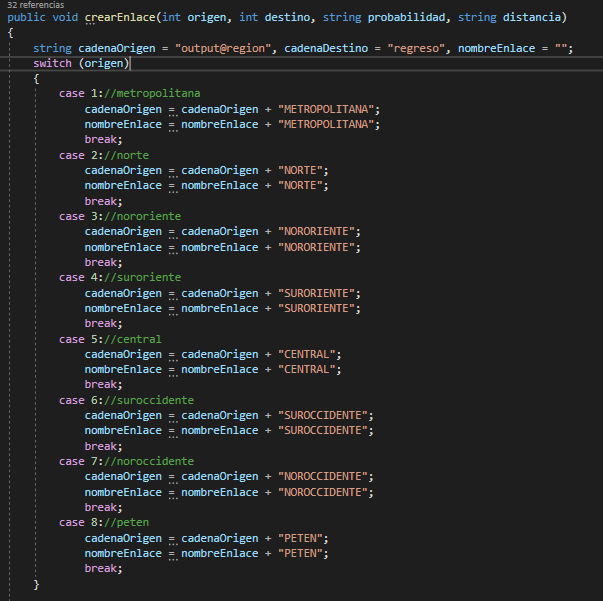 32 referencias
public void crearEnlace(int origen, int destino, string probabilidad, string distancia)
{
string cadenaOrigen = "output@region", cadenaDestino = "regreso", nombreEnlace = "";
switch (origen)
{
case 1://metropolitana
cadenaOrigen = cadenaOrigen + "METROPOLITANA";
nombreEnlace = nombreEnlace + "METROPOLITANA";
break;
case 2://norte
cadenaOrigen = cadenaOrigen + "NORTE";
nombreEnlace = nombreEnlace + "NORTE";
break;
case 3://nororiente
cadenaOrigen = cadenaOrigen + "NORORIENTE";
nombreEnlace = nombreEnlace + "NORORIENTE";
break;
case 4://suroriente
cadenaOrigen = cadenaOrigen + "SURORIENTE";
nombreEnlace = nombreEnlace + "SURORIENTE";
break;
case 5://central
cadenaOrigen = cadenaOrigen + "CENTRAL";
nombreEnlace = nombreEnlace + "CENTRAL";
break;
case 6://suroccidente
cadenaOrigen = cadenaOrigen + "SUROCCIDENTE";
nombreEnlace = nombreEnlace + "SUROCCIDENTE";
break;
case 7://noroccidente
cadenaOrigen = cadenaOrigen + "NOROCCIDENTE";
nombreEnlace = nombreEnlace + "NOROCCIDENTE";
break;
case 8://peten
cadenaOrigen = cadenaOrigen + "PETEN";
nombreEnlace = nombreEnlace + "PETEN";
break;
}